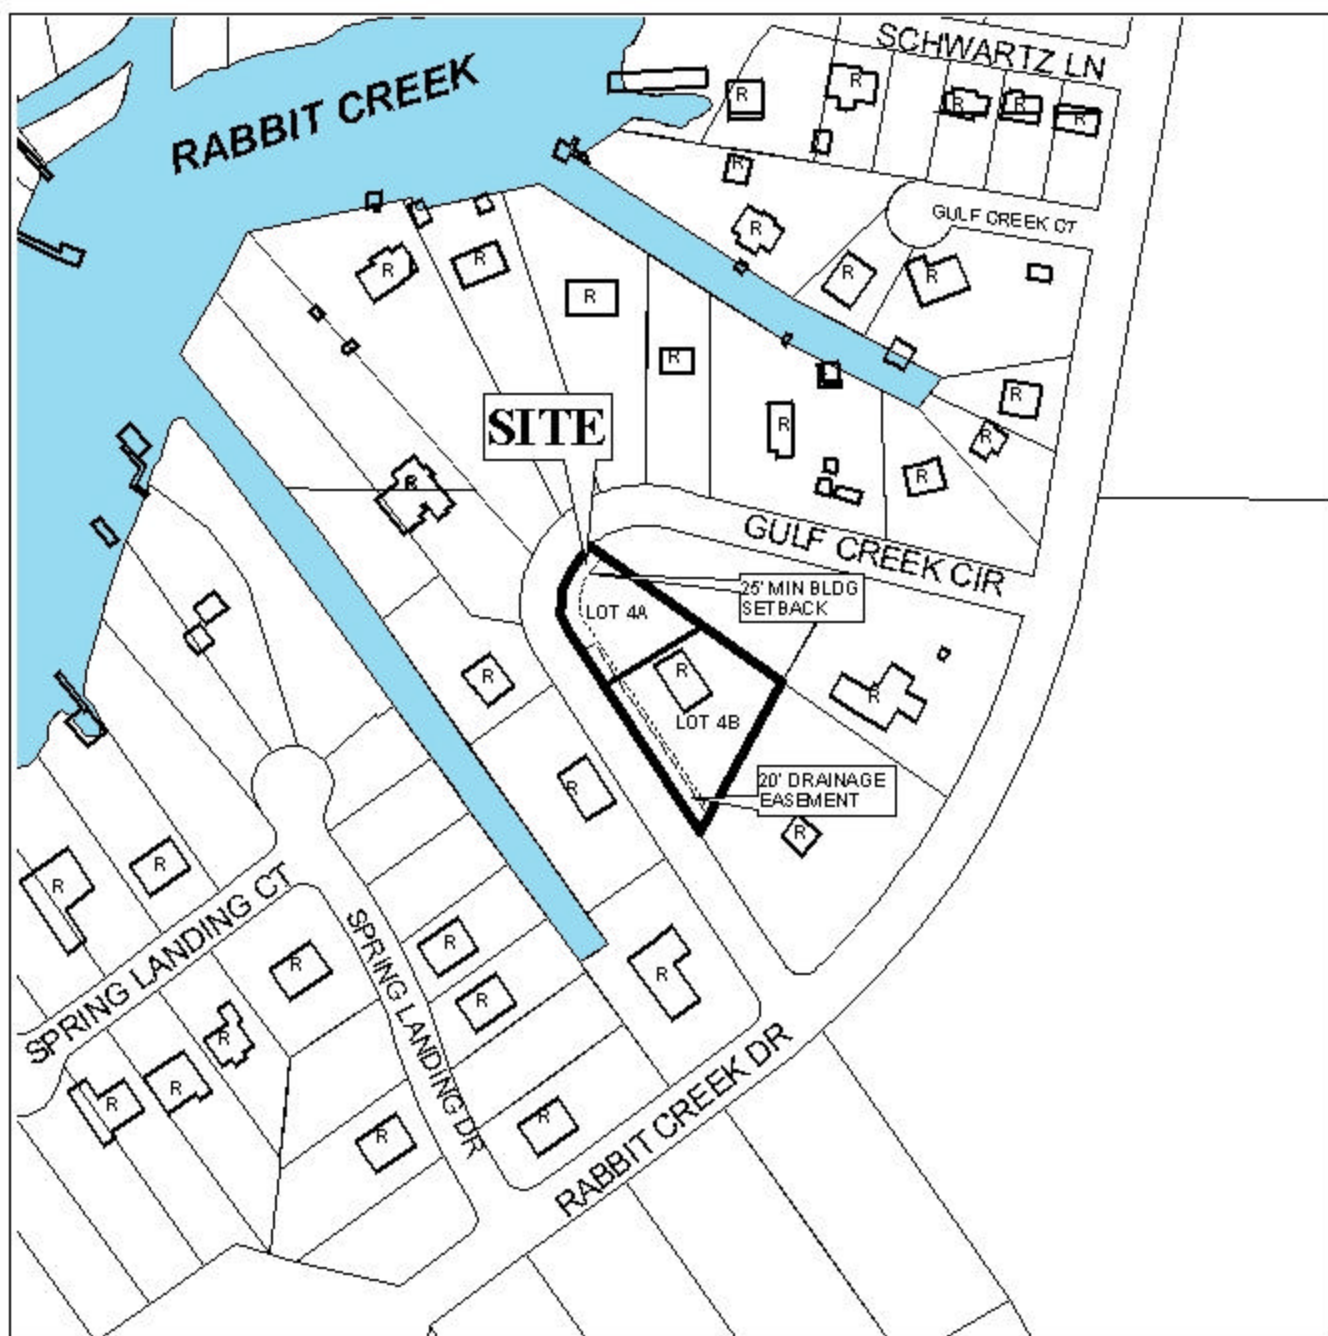 SCHWARTZ LN
RABBIT CREEK
R
R
R
R
R
R
GULF CREEK CT
R
R
R
R
R
R
R
R
R
SITE
R
R
R
R
GULF CREEK CIR
25' MIN BLDG
SETBACK
LOT 4A
R
R
R
LOT 4B
20' DRAINAGE
EASEMENT
R
R
R
R
SPRING LANDING CT
SPRING LANDING DR
R
R
R
R
R
R
R
R
R
R
RABBIT CREEK DR